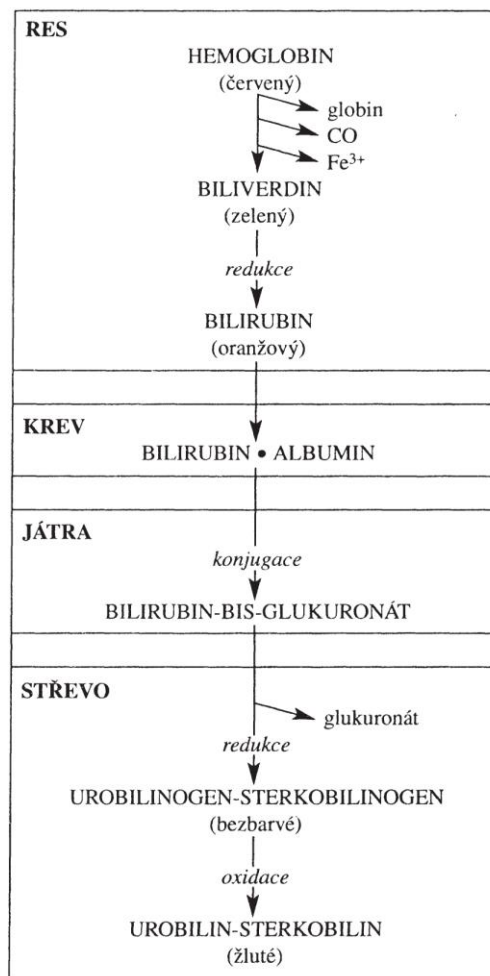 RES
HEMOGLOBIN
(červený)
globin
CO
Fe³⁺
BILIVERDIN
(zelený)
redukce
BILIRUBIN
(oranžový)
KREV
BILIRUBIN • ALBUMIN
JÁTRA
konjugace
BILIRUBIN-BIS-GLUKURONÁT
STŘEVO
glukuronát
redukce
UROBILINOGEN-STERKOBILINOGEN
(bezbarvé)
oxidace
UROBILIN-STERKOBILIN
(žluté)